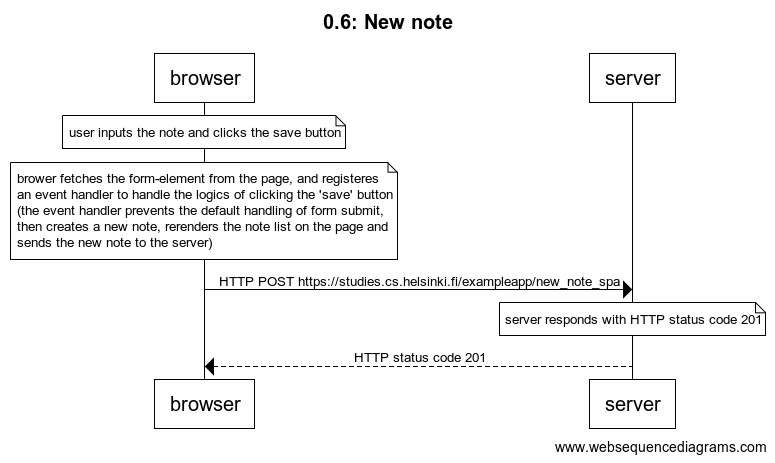 0.6: New note
browser
server
user inputs the note and clicks the save button
brower fetches the form-element from the page, and registeres
an event handler to handle the logics of clicking the 'save' button
(the event handler prevents the default handling of form submit,
then creates a new note, rerenders the note list on the page and
sends the new note to the server)
HTTP POST https://studies.cs.helsinki.fi/exampleapp/new_note_spa
server responds with HTTP status code 201
HTTP status code 201
browser
server
www.websequencediagrams.com